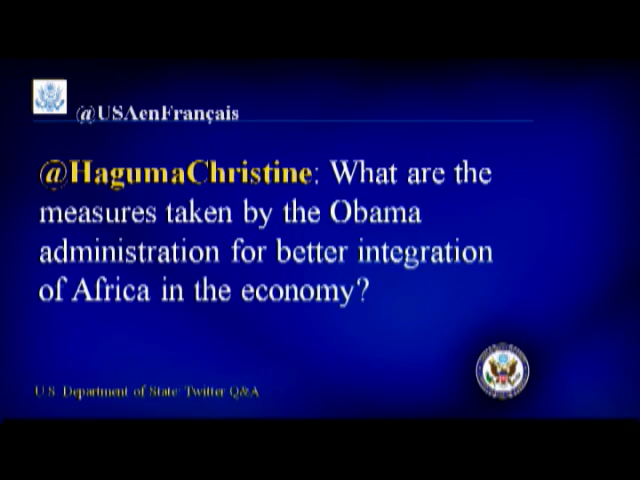 @USAenFrançais
@HagumaChristine: What are the
measures taken by the Obama
administration for better integration
of Africa in the economy?
U.S. Department of State: Twitter Q&A